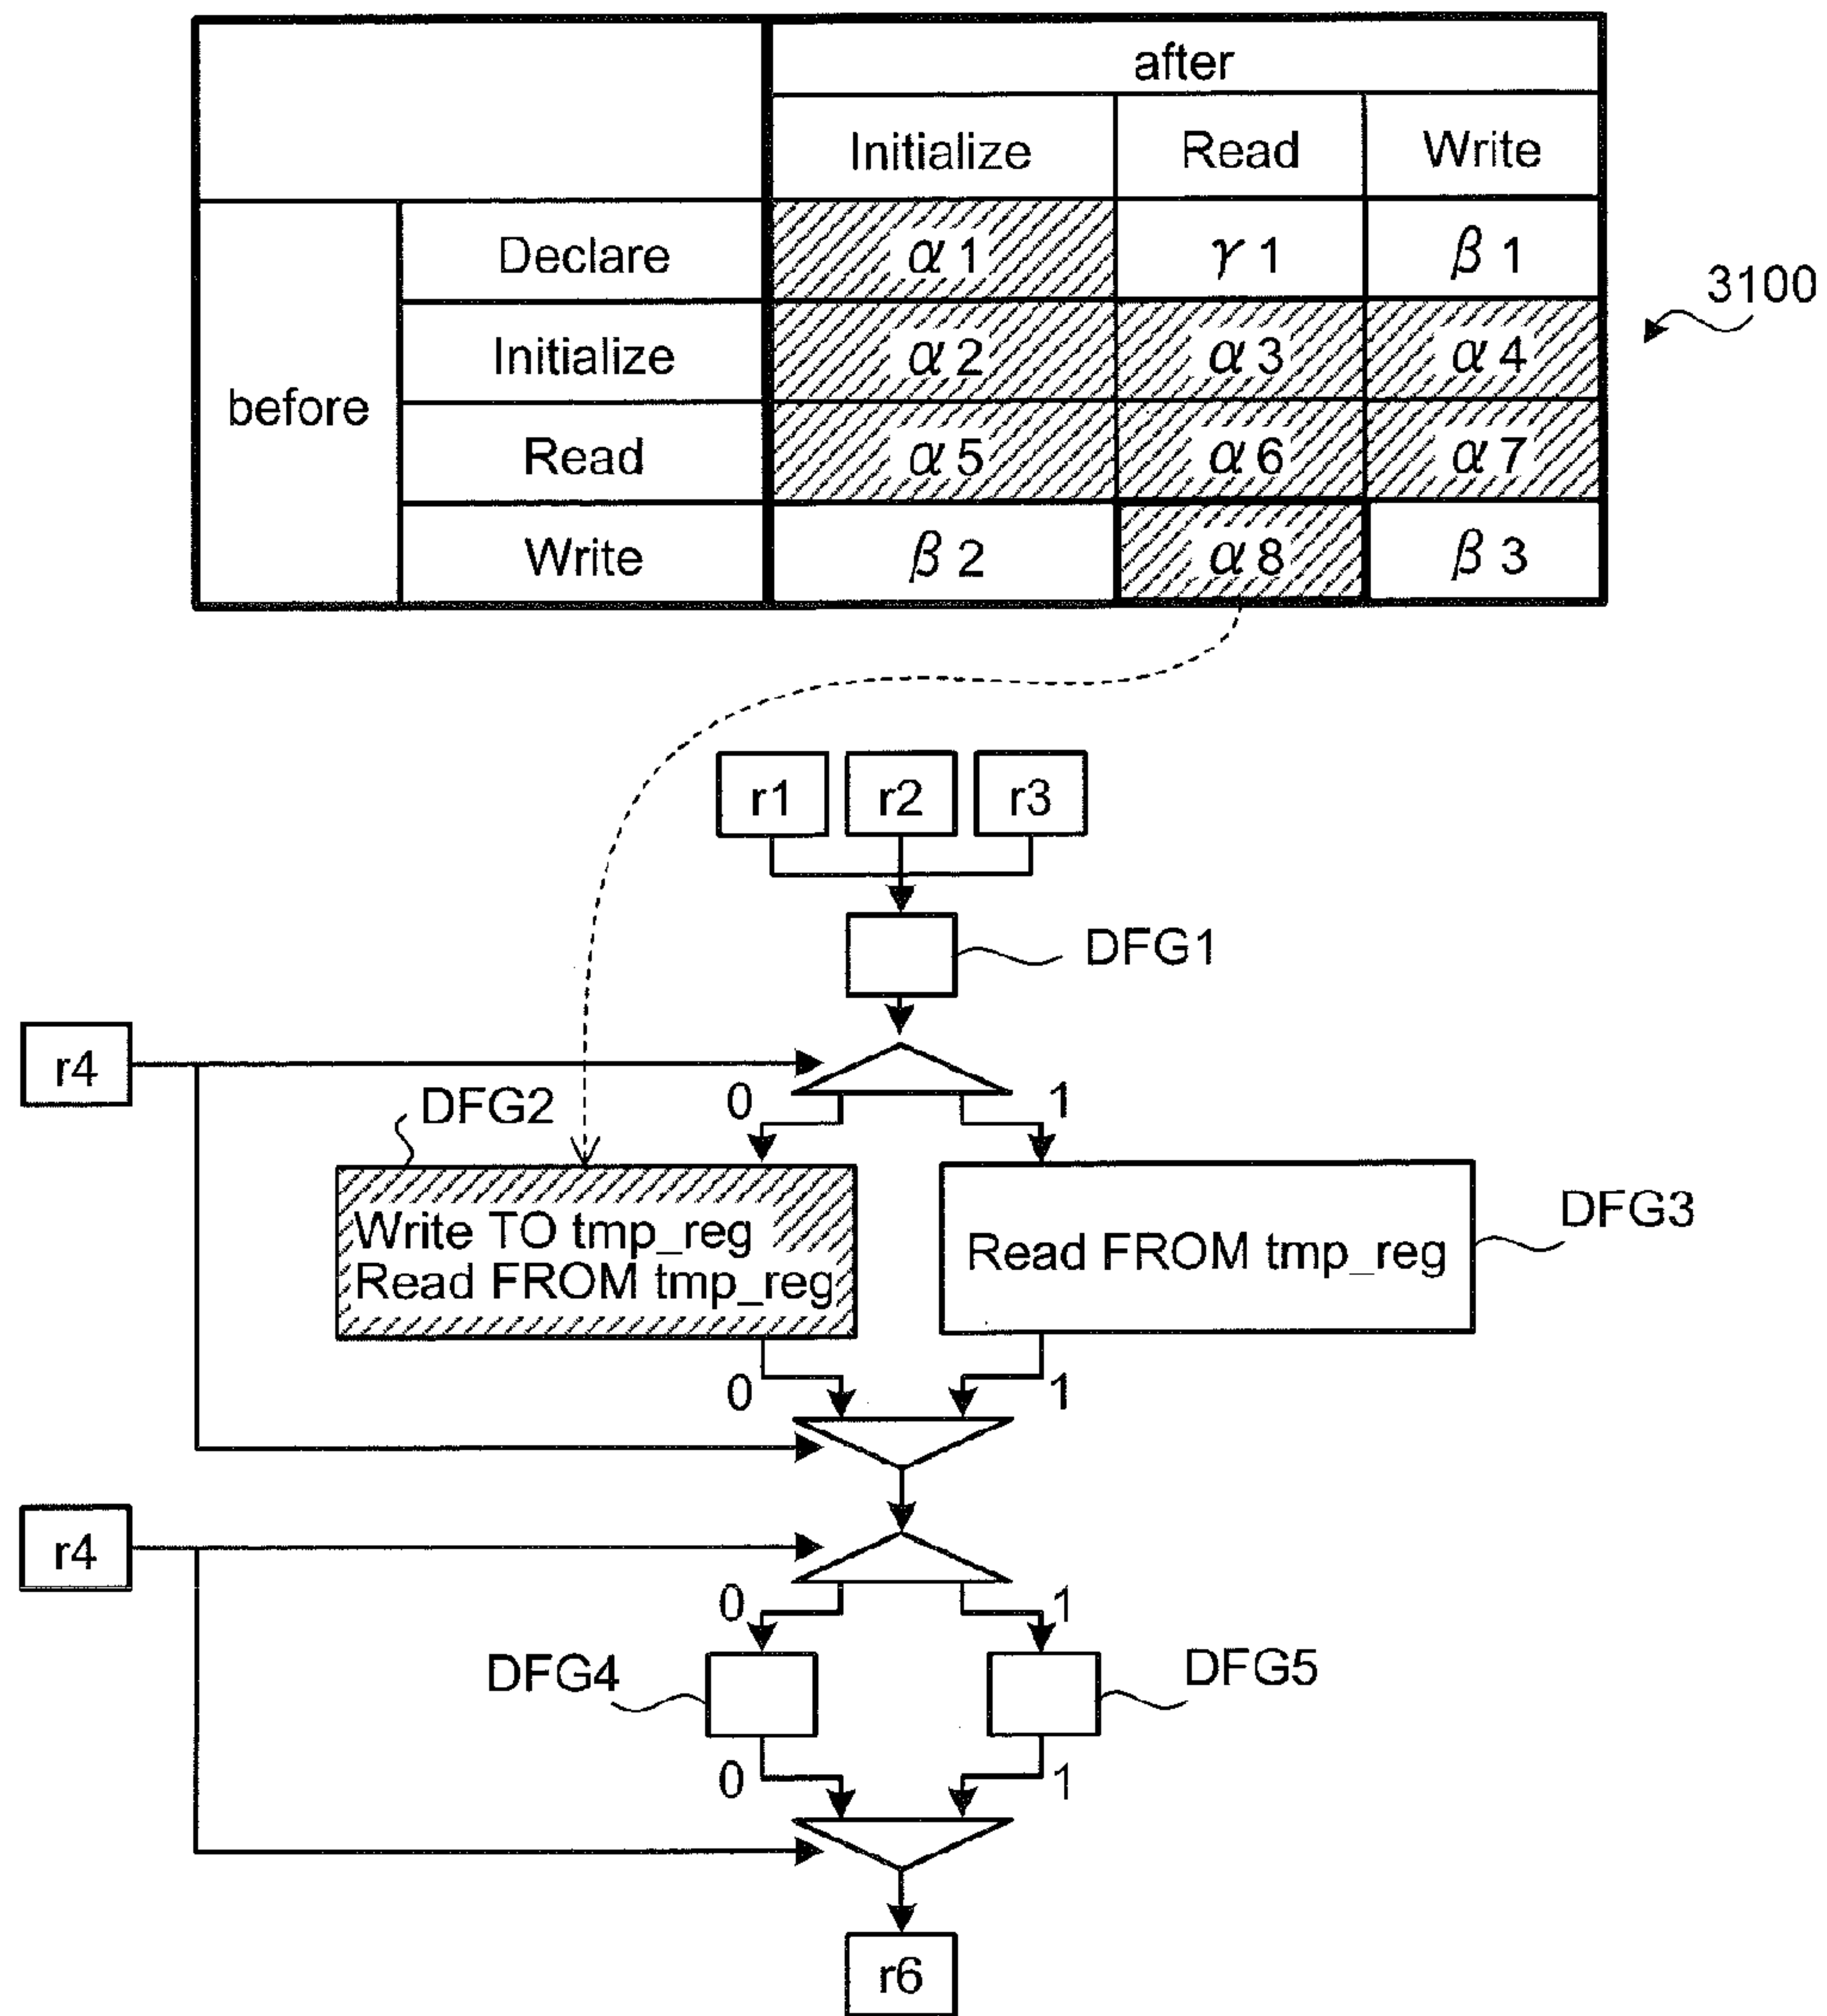 after
Initialize Read Write
Declare α1 γ1 β1
3100
Initialize α2 α3 α4
before
Read α5 α6 α7
Write β2 α8 β3
r1 r2 r3
DFG1
r4
DFG2 0 1
Write TO tmp_reg
Read FROM tmp_reg
Read FROM tmp_reg
DFG3
0 1
r4
0 1
DFG4 DFG5
0 1
r6